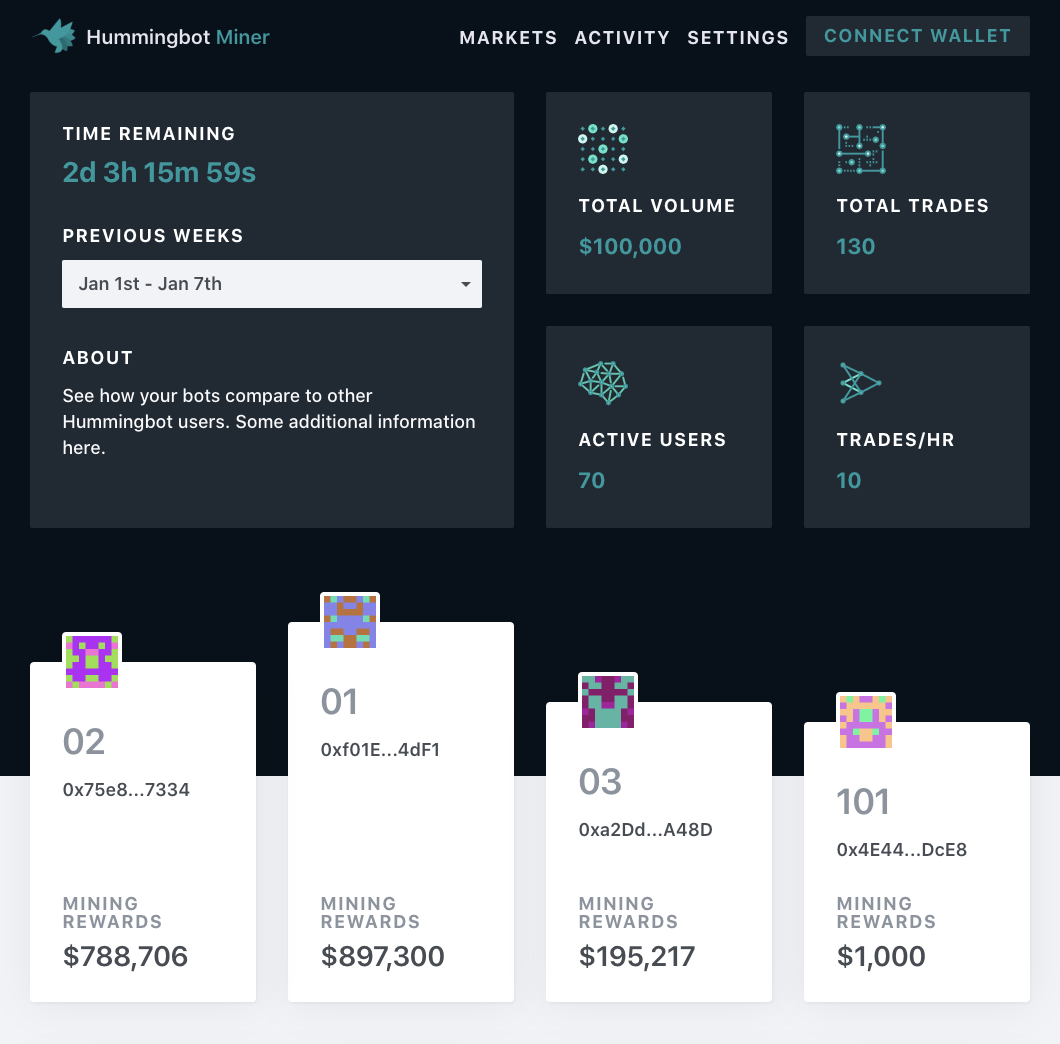 Hummingbot Miner
MARKETS ACTIVITY SETTINGS CONNECT WALLET
TIME REMAINING
2d 3h 15m 59s
PREVIOUS WEEKS
Jan 1st - Jan 7th
ABOUT
See how your bots compare to other
Hummingbot users. Some additional information
here.
TOTAL VOLUME
$100,000
TOTAL TRADES
130
ACTIVE USERS
70
TRADES/HR
10
02
0x75e8...7334
MINING
REWARDS
$788,706
01
0xf01E...4dF1
MINING
REWARDS
$897,300
03
0xa2Dd...A48D
MINING
REWARDS
$195,217
101
0x4E44...DcE8
MINING
REWARDS
$1,000